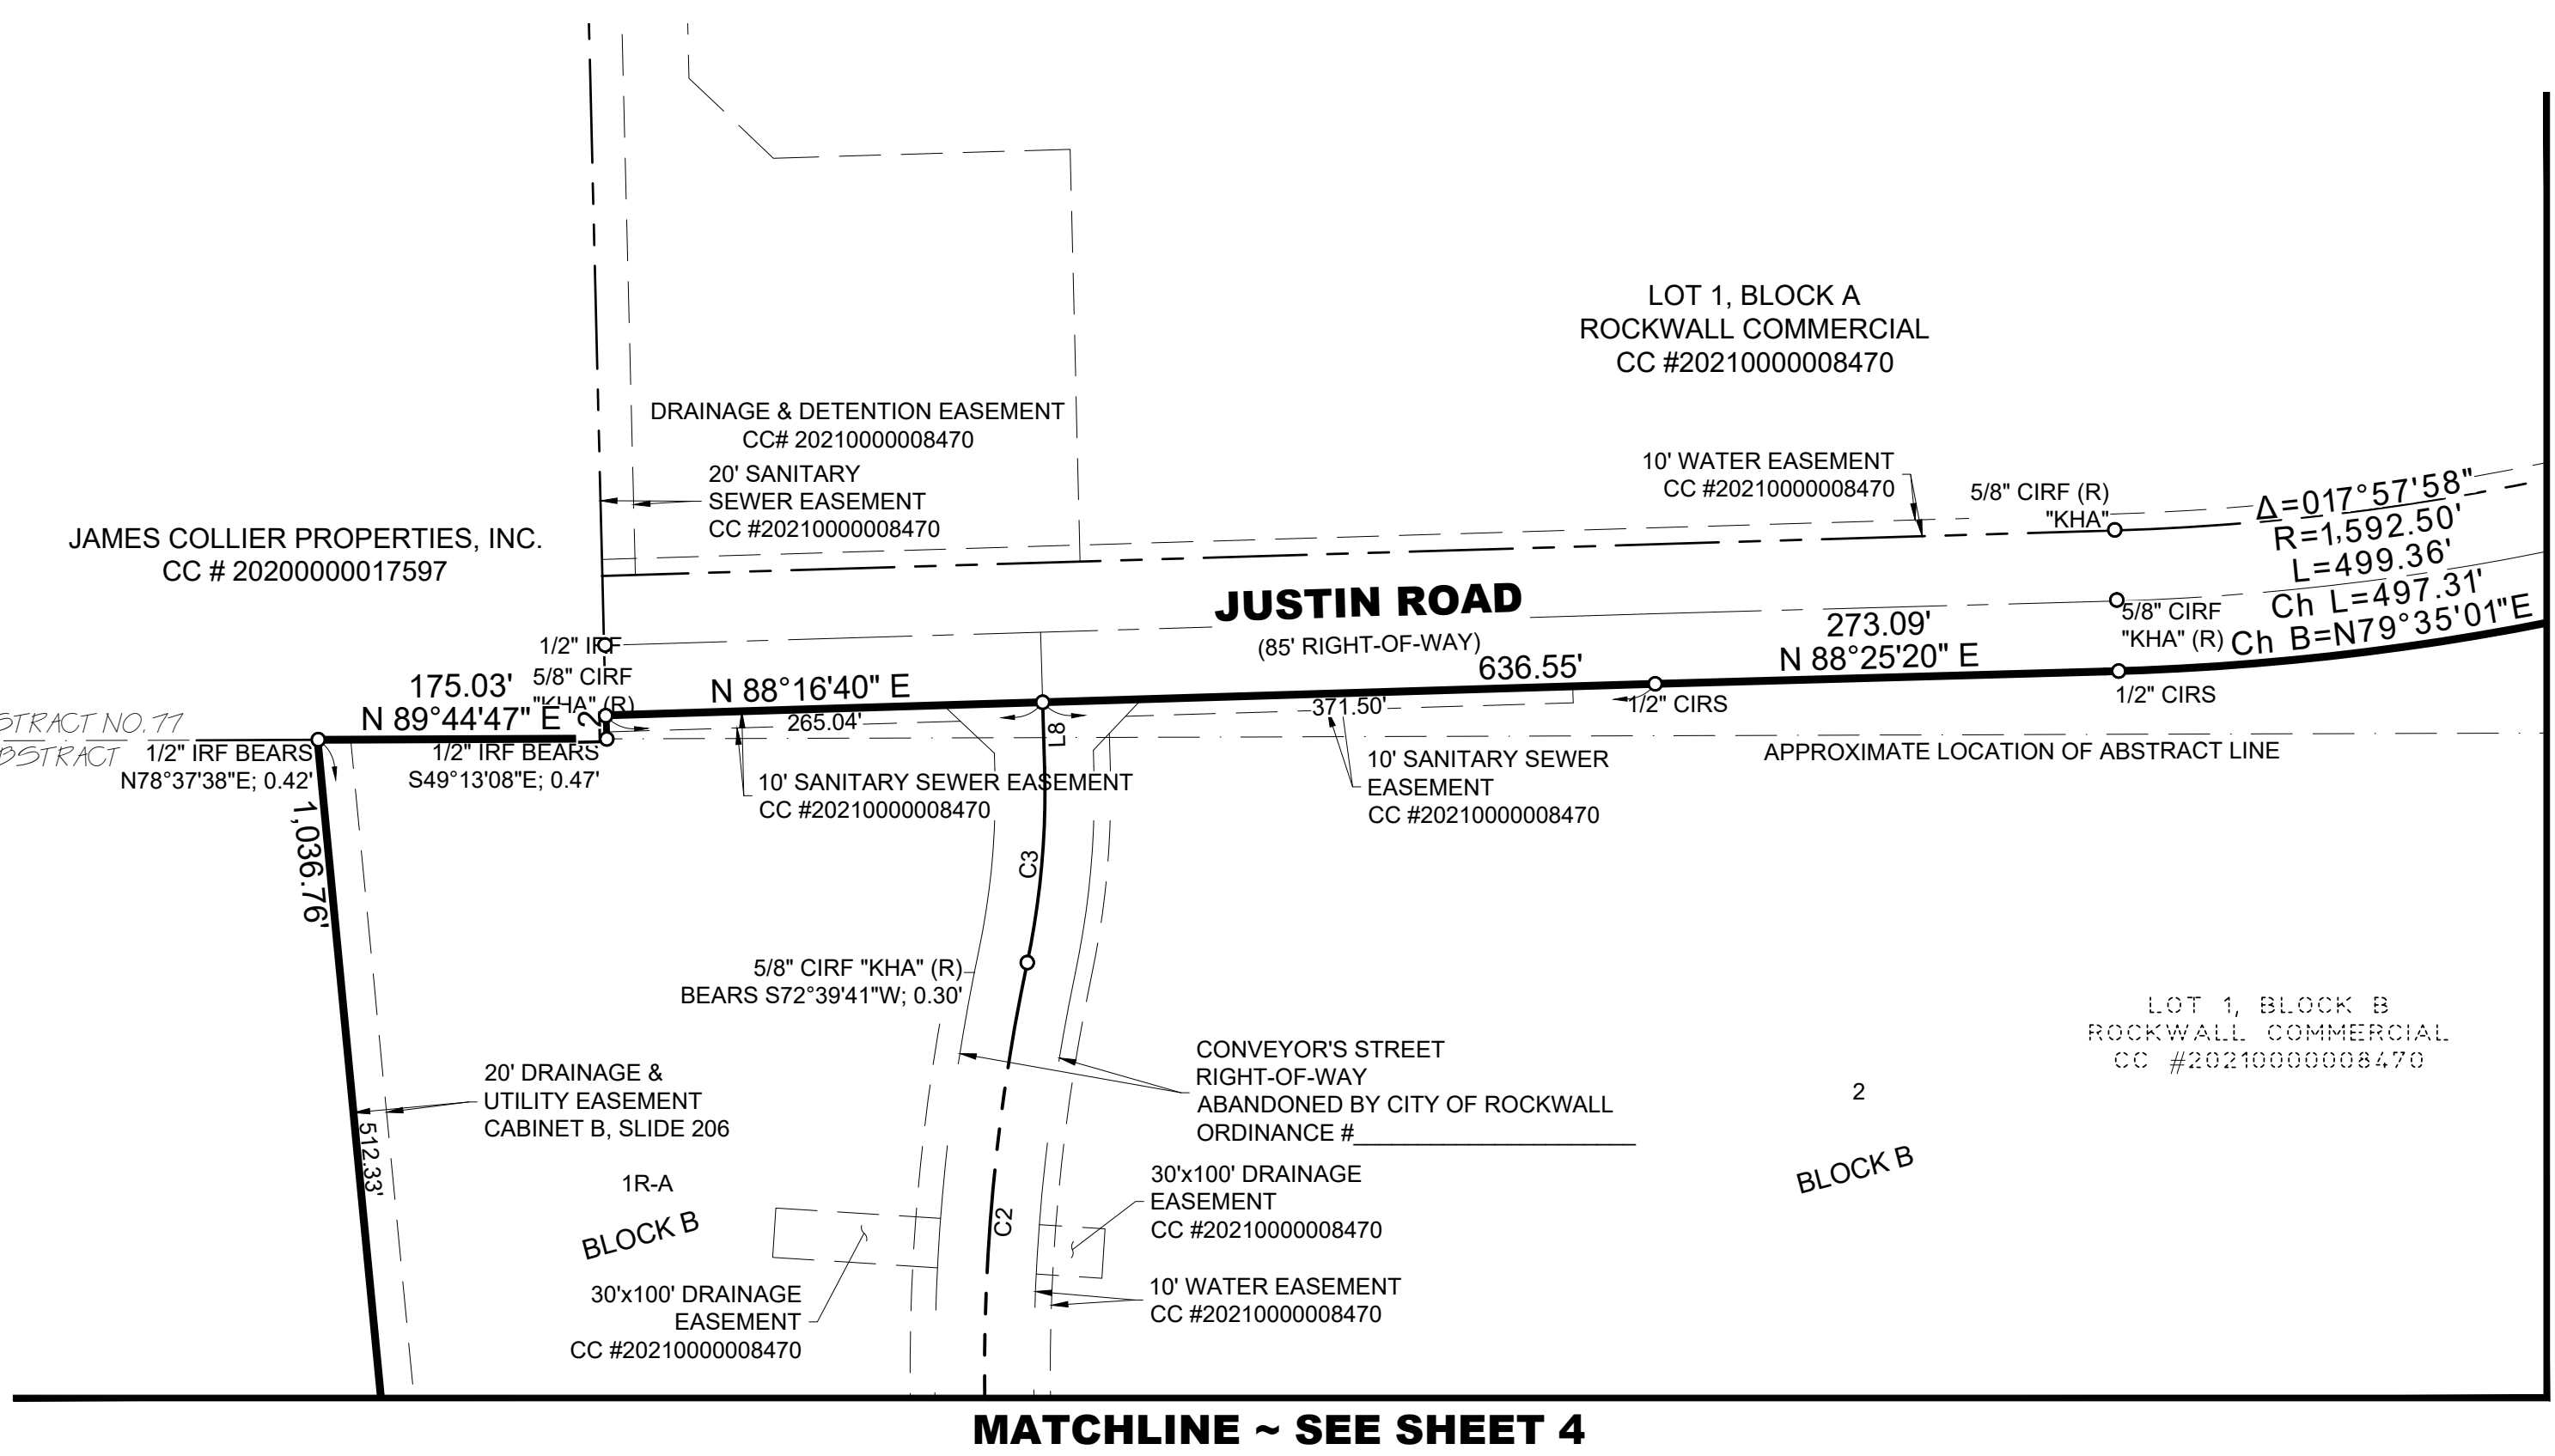 LOT 1, BLOCK A
ROCKWALL COMMERCIAL
CC #20210000008470
DRAINAGE & DETENTION EASEMENT
CC# 20210000008470
20' SANITARY
SEWER EASEMENT
CC #20210000008470
10' WATER EASEMENT
CC #20210000008470
5/8" CIRF (R)
"KHA"
Δ=017°57'58"
R=1,592.50'
L=499.36'
Ch L=497.31'
Ch B=N79°35'01"E
JAMES COLLIER PROPERTIES, INC.
CC # 20200000017597
JUSTIN ROAD
(85' RIGHT-OF-WAY)
1/2" IRF
5/8" CIRF
"KHA" (R)
5/8" CIRF
"KHA" (R)
273.09'
N 88°25'20" E
636.55'
175.03'
N 89°44'47" E
N 88°16'40" E
265.04'
371.50'
1/2" CIRS
1/2" CIRS
STRACT NO. 77
BSTRACT
1/2" IRF BEARS
N78°37'38"E; 0.42'
1/2" IRF BEARS
S49°13'08"E; 0.47'
L8
10' SANITARY SEWER EASEMENT
CC #20210000008470
10' SANITARY SEWER
EASEMENT
CC #20210000008470
APPROXIMATE LOCATION OF ABSTRACT LINE
1,036.76'
C3
5/8" CIRF "KHA" (R)
BEARS S72°39'41"W; 0.30'
LOT 1, BLOCK B
ROCKWALL COMMERCIAL
CC #20210000008470
20' DRAINAGE &
UTILITY EASEMENT
CABINET B, SLIDE 206
CONVEYOR'S STREET
RIGHT-OF-WAY
ABANDONED BY CITY OF ROCKWALL
ORDINANCE #______________________
2
BLOCK B
512.33'
1R-A
BLOCK B
C2
30'x100' DRAINAGE
EASEMENT
CC #20210000008470
30'x100' DRAINAGE
EASEMENT
CC #20210000008470
10' WATER EASEMENT
CC #20210000008470
MATCHLINE ~ SEE SHEET 4